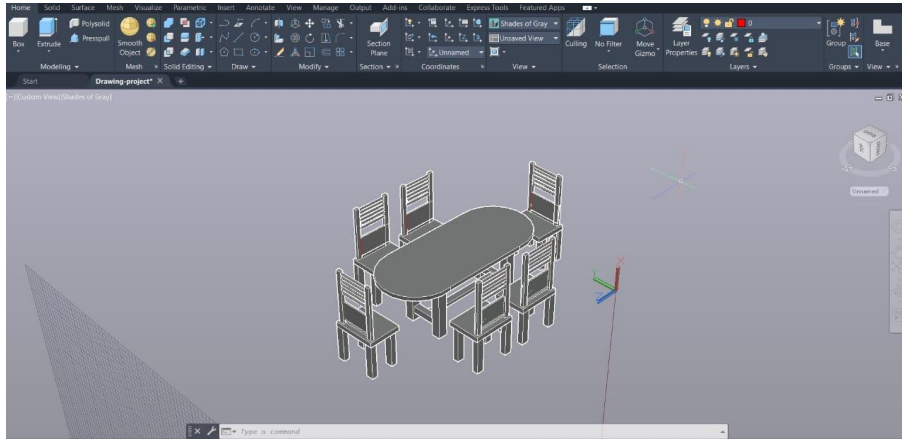 Home Solid Surface Mesh Visualize Parametric Insert Annotate View Manage Output Add-ins Collaborate Express Tools Featured Apps
Polysolid
Presspull
Box Extrude
Smooth Object
Section Plane
Shades of Gray
Unsaved View
Unnamed
Culling No Filter Move Gizmo
Layer Properties
0
Group
Base
Modeling Mesh Solid Editing Draw Modify Section Coordinates View Selection Layers Groups View
Start Drawing-project*
[-][Custom View][Shades of Gray]
TOP
Unnamed
X
Y
Z
Type a command